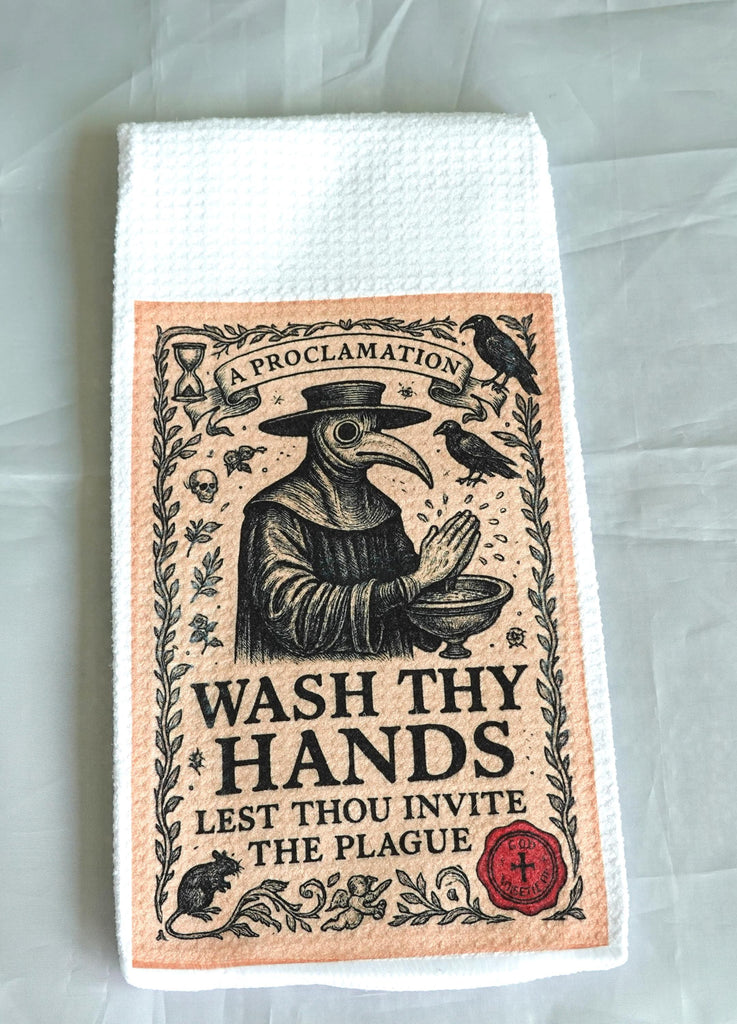 A PROCLAMATION
WASH THY
HANDS
LEST THOU INVITE
THE PLAGUE